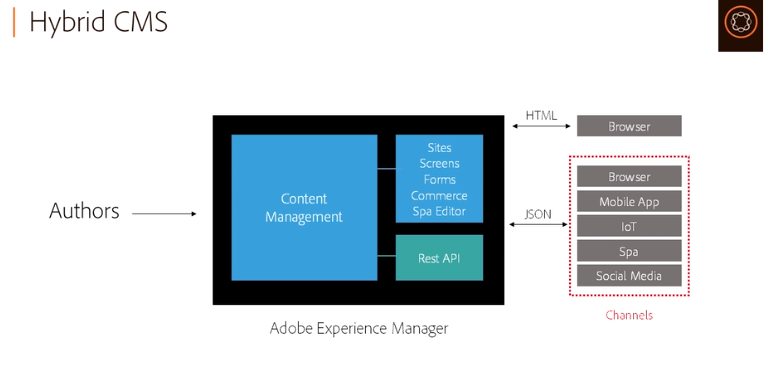 Hybrid CMS
Authors
Content
Management
Sites
Screens
Forms
Commerce
Spa Editor
Rest API
Adobe Experience Manager
HTML
Browser
JSON
Browser
Mobile App
IoT
Spa
Social Media
Channels